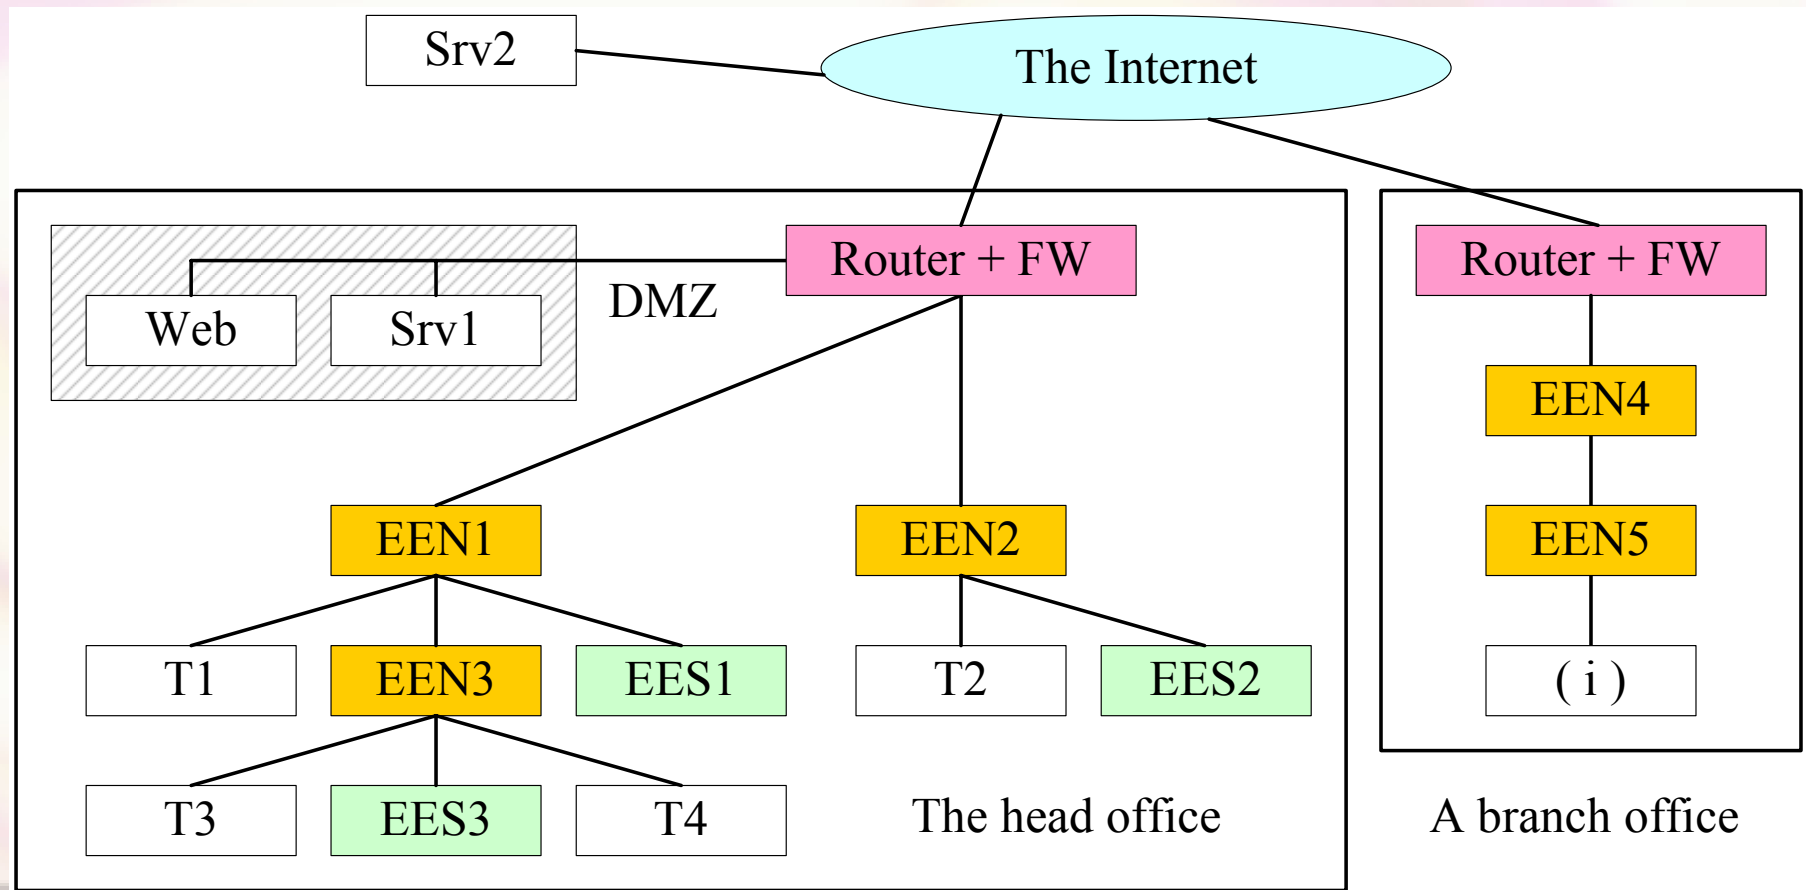 Srv2
The Internet
Router + FW
Router + FW
DMZ
Web
Srv1
EEN4
EEN1
EEN2
EEN5
T1
EEN3
EES1
T2
EES2
( i )
T3
EES3
T4
The head office
A branch office